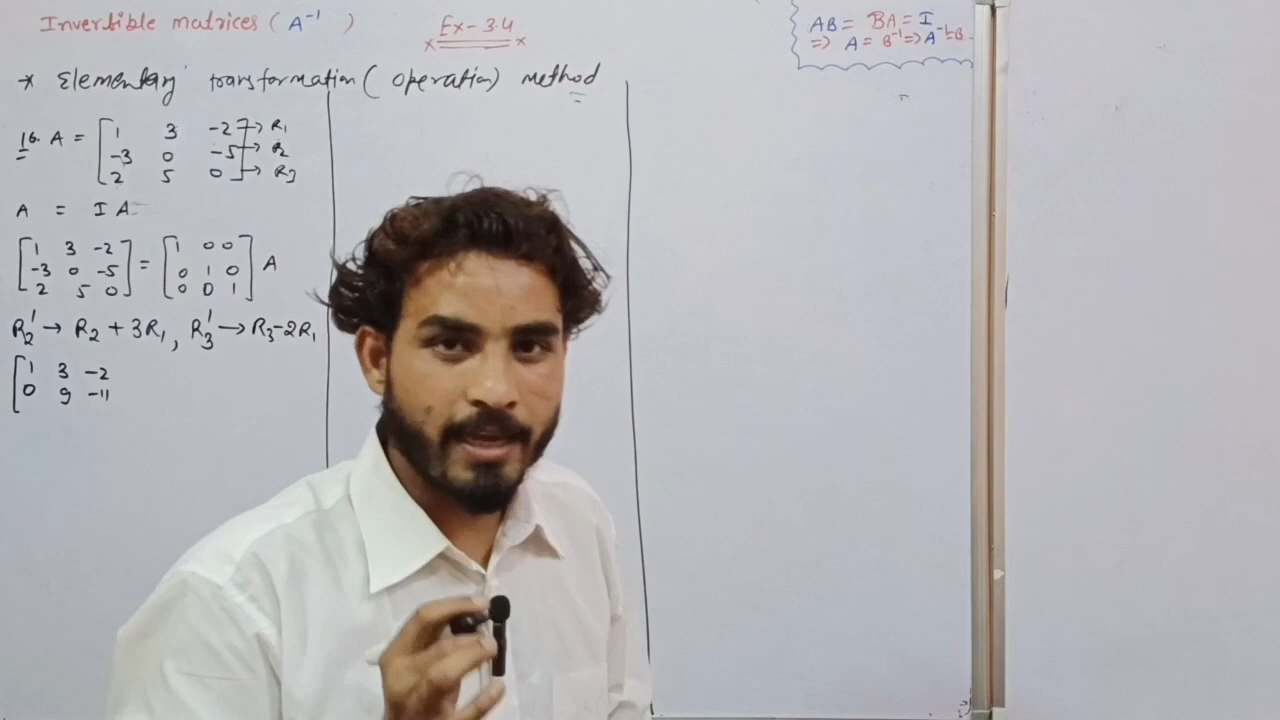 Invertible matrices ( A⁻¹ )
Ex - 3.4
AB = BA = I
=> A = B⁻¹ => A⁻¹ = B
* Elementary transformation ( operation) method
16. A = [ 1 3 -2 ] → R₁
-3 0 -5 → R₂
2 5 0 → R₃
A = I A
[ 1 3 -2 ] = [ 1 0 0 ] A
-3 0 -5 0 1 0
2 5 0 0 0 1
R₂' → R₂ + 3R₁ , R₃' → R₃ - 2R₁
[ 1 3 -2
0 9 -11